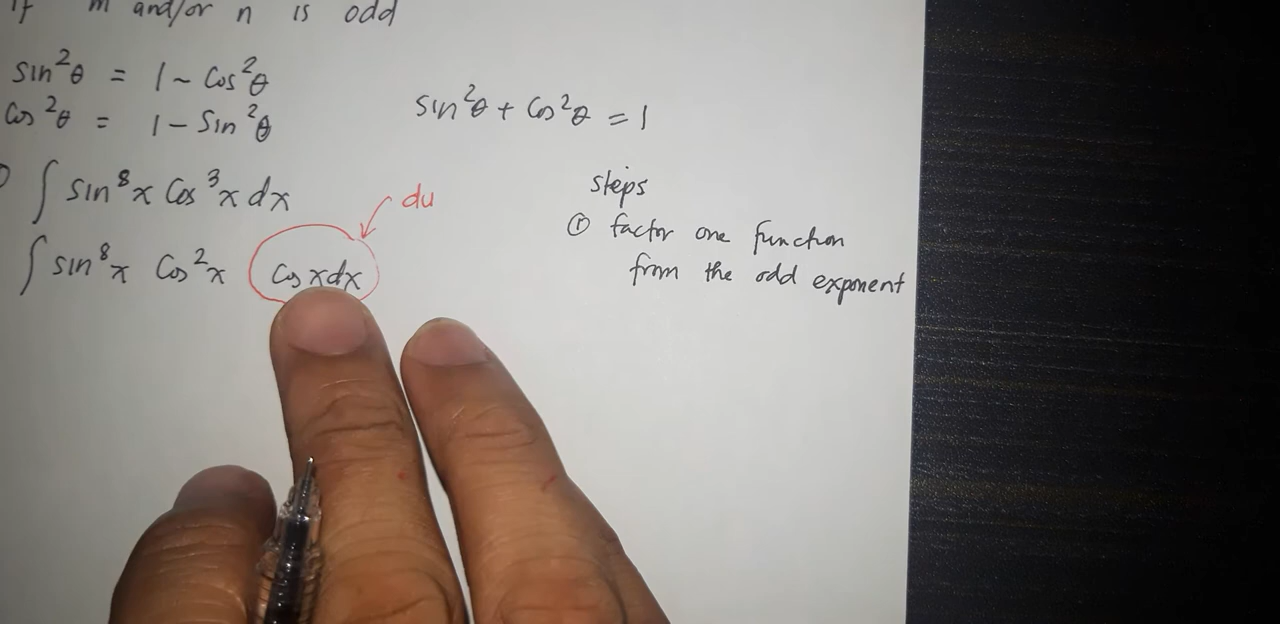 If m and/or n is odd
sin²θ = 1 - Cos²θ
Cos²θ = 1 - Sin²θ
sin²θ + Cos²θ = 1
∫ sin⁸x Cos³x dx
du
∫ sin⁸x Cos²x Cos x dx
steps
① factor one function
from the odd exponent